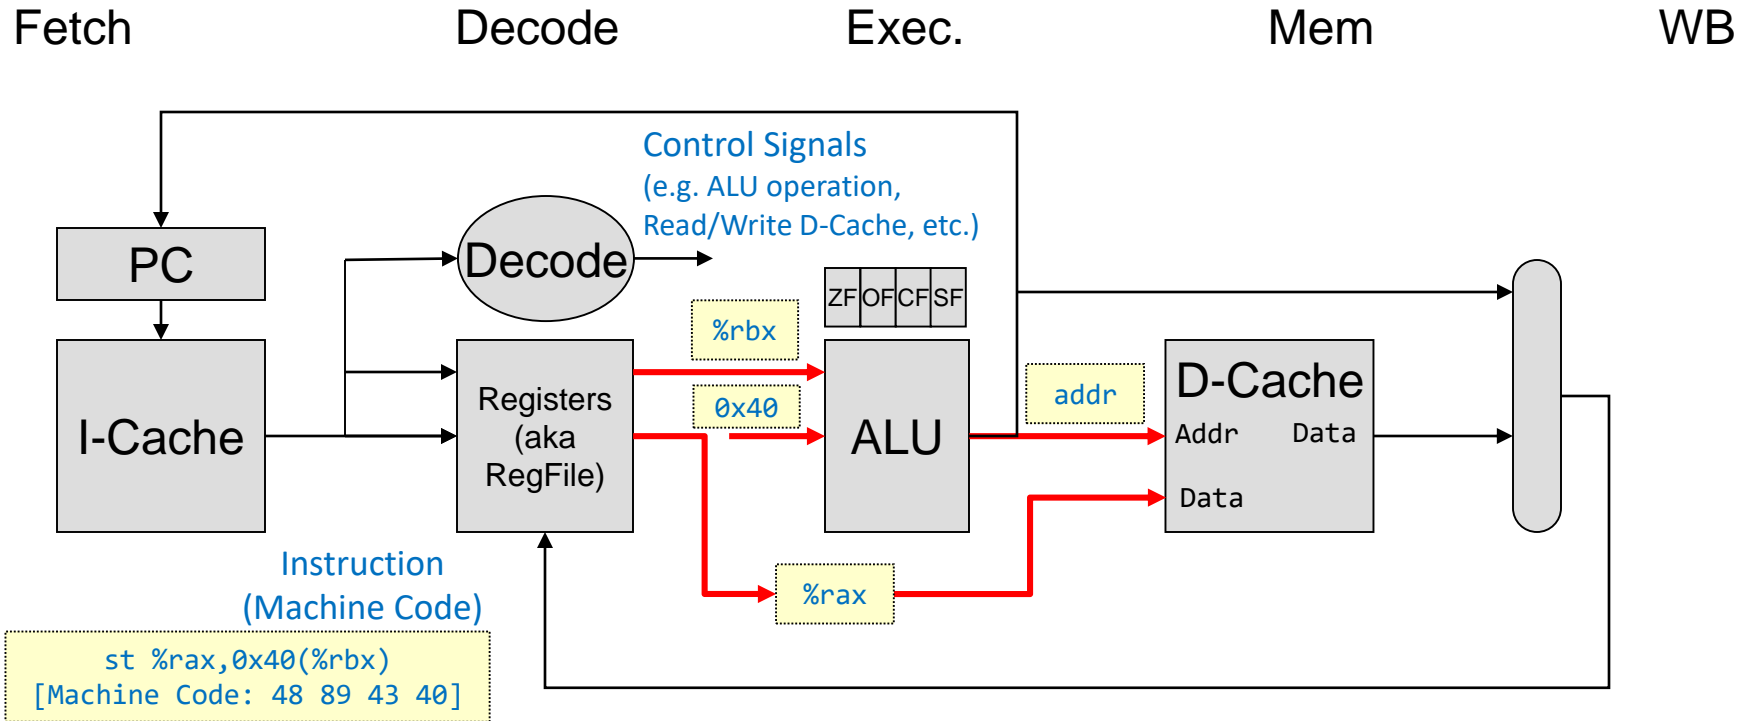 Fetch
Decode
Exec.
Mem
WB
Control Signals
(e.g. ALU operation,
Read/Write D-Cache, etc.)
PC
Decode
ZF OF CF SF
%rbx
I-Cache
Registers
(aka
RegFile)
0x40
ALU
addr
D-Cache
Addr Data
Data
%rax
Instruction
(Machine Code)
st %rax,0x40(%rbx)
[Machine Code: 48 89 43 40]